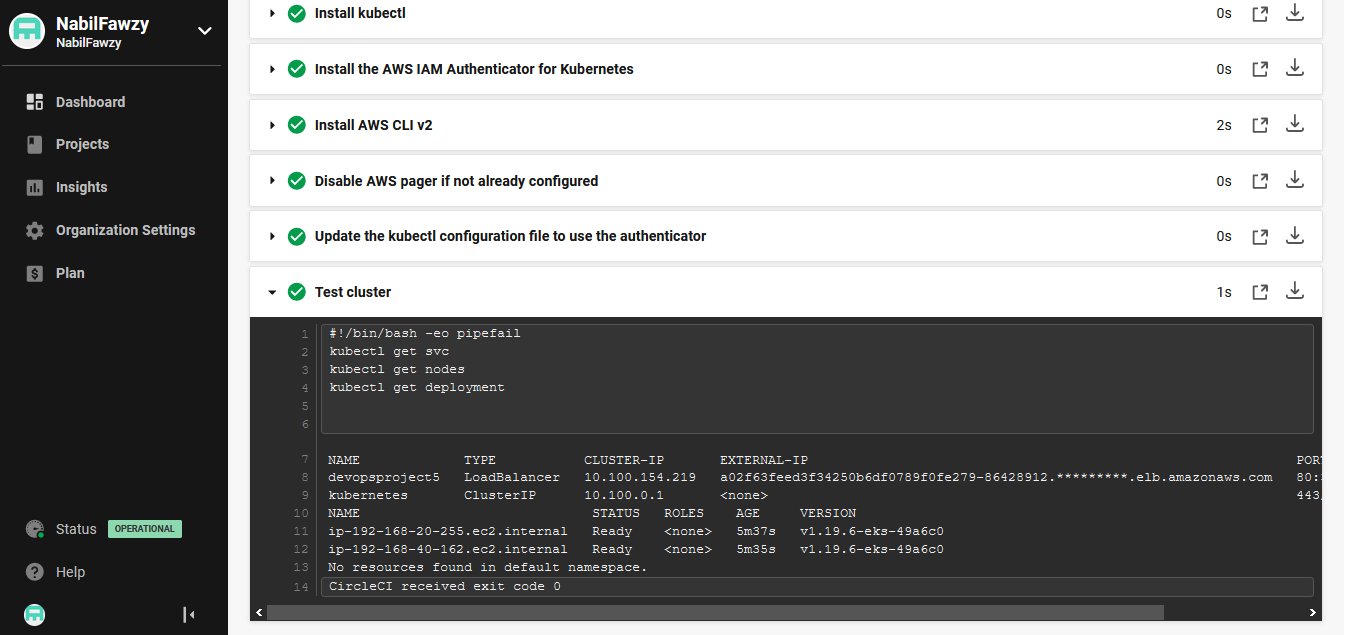 NabilFawzy
NabilFawzy
Dashboard
Projects
Insights
Organization Settings
Plan
Status OPERATIONAL
Help
Install kubectl 0s
Install the AWS IAM Authenticator for Kubernetes 0s
Install AWS CLI v2 2s
Disable AWS pager if not already configured 0s
Update the kubectl configuration file to use the authenticator 0s
Test cluster 1s
1 #!/bin/bash -eo pipefail
2 kubectl get svc
3 kubectl get nodes
4 kubectl get deployment
5
6
7 NAME TYPE CLUSTER-IP EXTERNAL-IP
8 devopsproject5 LoadBalancer 10.100.154.219 a02f63feed3f34250b6df0789f0fe279-86428912.*********.elb.amazonaws.com 80:
9 kubernetes ClusterIP 10.100.0.1 <none> 443
10 NAME STATUS ROLES AGE VERSION
11 ip-192-168-20-255.ec2.internal Ready <none> 5m37s v1.19.6-eks-49a6c0
12 ip-192-168-40-162.ec2.internal Ready <none> 5m35s v1.19.6-eks-49a6c0
13 No resources found in default namespace.
14 CircleCI received exit code 0